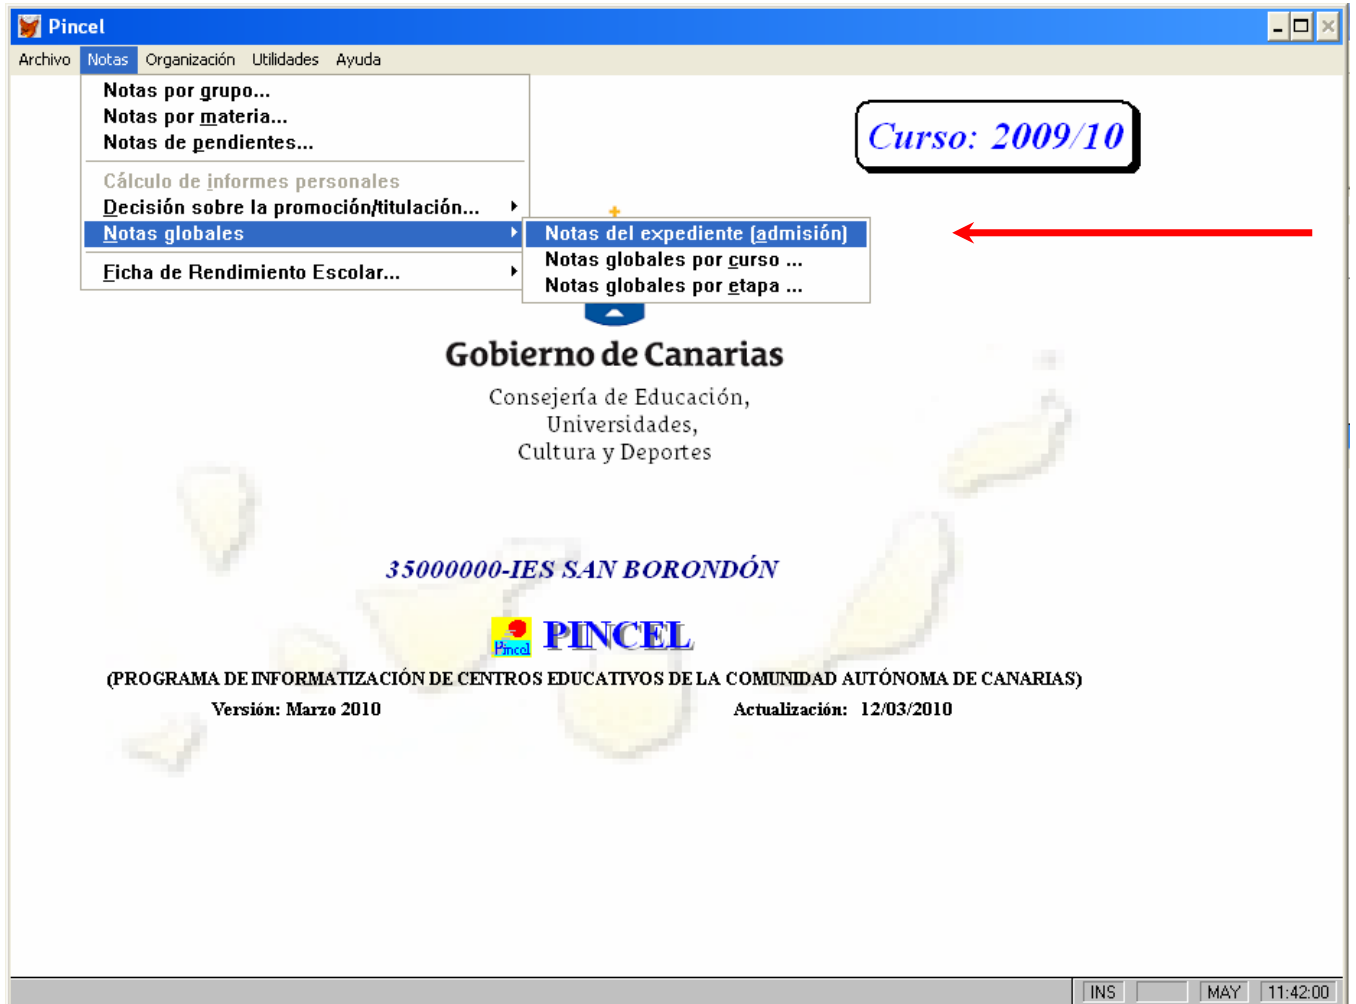 Pincel
Archivo Notas Organización Utilidades Ayuda
Notas por grupo...
Notas por materia...
Notas de pendientes...
Cálculo de informes personales
Decisión sobre la promoción/titulación...
Notas globales
Ficha de Rendimiento Escolar...
Notas del expediente (admisión)
Notas globales por curso ...
Notas globales por etapa ...
Curso: 2009/10
Gobierno de Canarias
Consejería de Educación,
Universidades,
Cultura y Deportes
35000000-IES SAN BORONDÓN
Pincel PINCEL
(PROGRAMA DE INFORMATIZACIÓN DE CENTROS EDUCATIVOS DE LA COMUNIDAD AUTÓNOMA DE CANARIAS)
Versión: Marzo 2010 Actualización: 12/03/2010
INS MAY 11:42:00